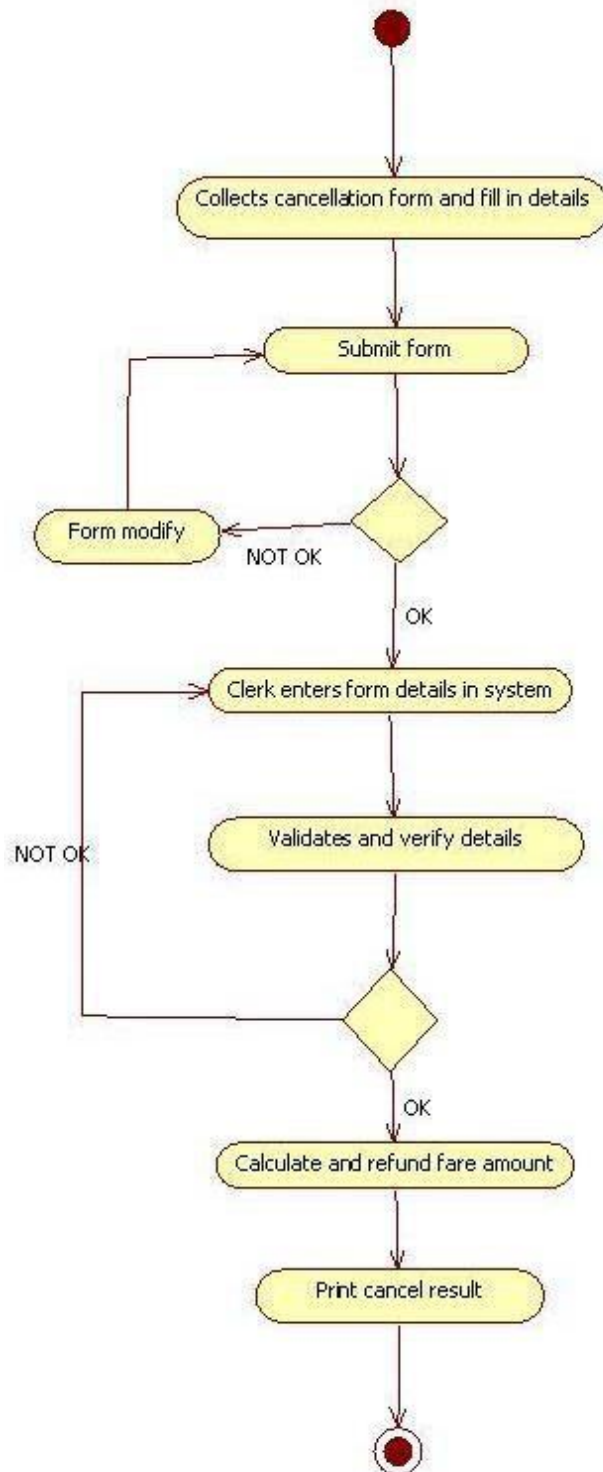 Collects cancellation form and fill in details
Submit form
Form modify
NOT OK
OK
Clerk enters form details in system
Validates and verify details
NOT OK
OK
Calculate and refund fare amount
Print cancel result